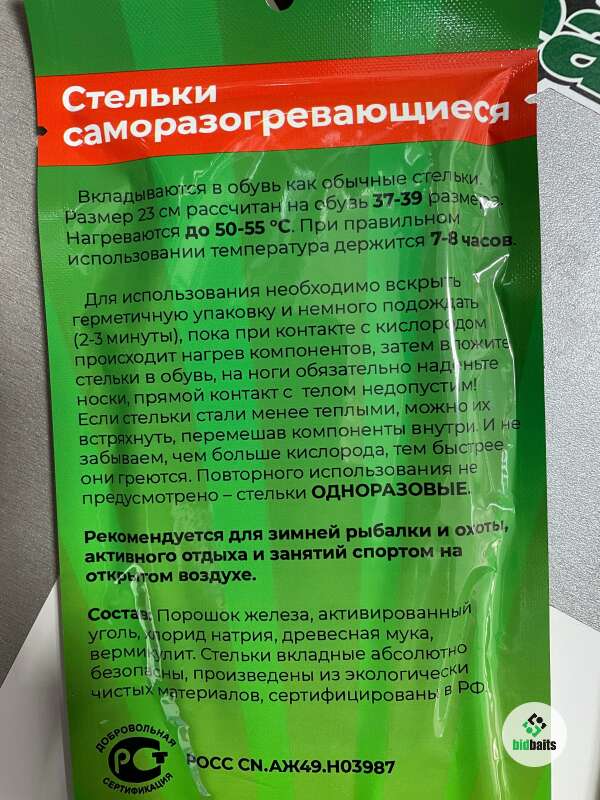 Стельки
саморазогревающиеся
Вкладываются в обувь как обычные стельки.
Размер 23 см рассчитан на обувь 37-39 размера.
Нагреваются до 50-55 °С. При правильном
использовании температура держится 7-8 часов.
Для использования необходимо вскрыть
герметичную упаковку и немного подождать
(2-3 минуты), пока при контакте с кислородом
происходит нагрев компонентов, затем вложите
стельки в обувь, на ноги обязательно наденьте
носки, прямой контакт с телом недопустим!
Если стельки стали менее теплыми, можно их
встряхнуть, перемешав компоненты внутри. И не
забываем, чем больше кислорода, тем быстрее
они греются. Повторного использования не
предусмотрено – стельки ОДНОРАЗОВЫЕ.
Рекомендуется для зимней рыбалки и охоты,
активного отдыха и занятий спортом на
открытом воздухе.
Состав: Порошок железа, активированный
уголь, хлорид натрия, древесная мука,
вермикулит. Стельки вкладные абсолютно
безопасны, произведены из экологически
чистых материалов, сертифицированы в РФ.
ДОБРОВОЛЬНАЯ
РСТ
СЕРТИФИКАЦИЯ
РОСС CN.АЖ49.Н03987
bidbaits